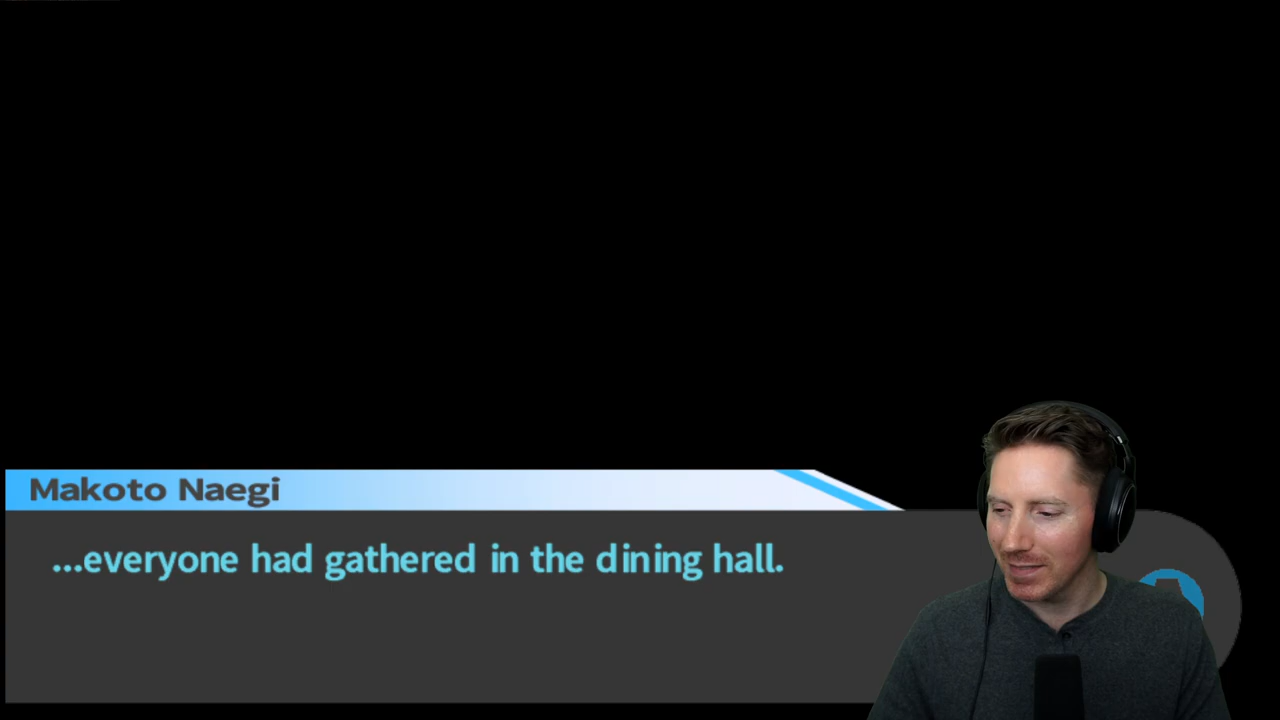 Makoto Naegi
...everyone had gathered in the dining hall.